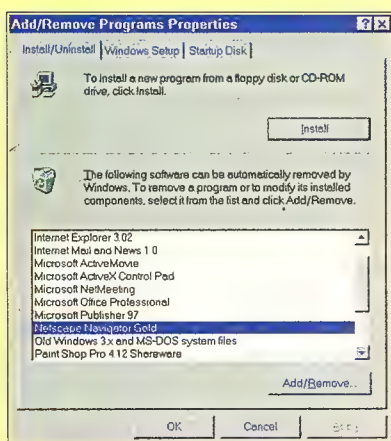 Add/Remove Programs Properties
Install/Uninstall Windows Setup Startup Disk
To install a new program from a floppy disk or CD-ROM
drive, click Install.
Install
The following software can be automatically removed by
Windows. To remove a program or to modify its installed
components, select it from the list and click Add/Remove.
Internet Explorer 3.02
Internet Mail and News 1.0
Microsoft ActiveMovie
Microsoft ActiveX Control Pad
Microsoft NetMeeting
Microsoft Office Professional
Microsoft Publisher 97
Netscape Navigator Gold
Old Windows 3.x and MS-DOS system files
Paint Shop Pro 4.12 Shareware
Add/Remove..
OK Cancel Apply